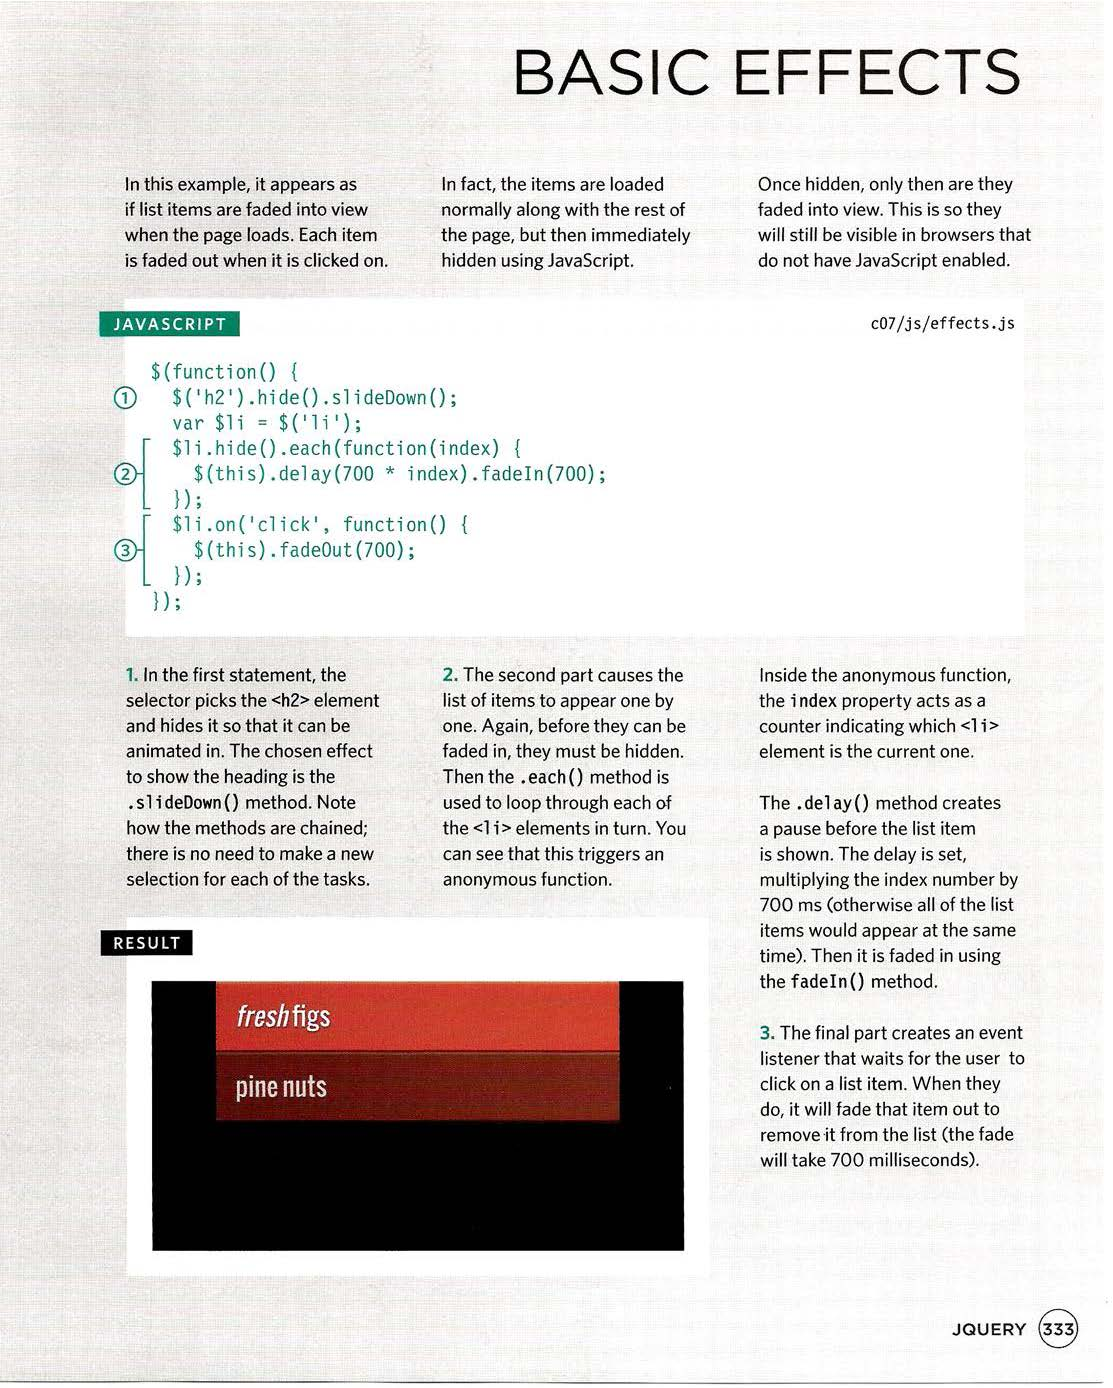 BASIC EFFECTS
In this example, it appears as
if list items are faded into view
when the page loads. Each item
is faded out when it is clicked on.
In fact, the items are loaded
normally along with the rest of
the page, but then immediately
hidden using JavaScript.
Once hidden, only then are they
faded into view. This is so they
will still be visible in browsers that
do not have JavaScript enabled.
JAVASCRIPT
c07/js/effects.js
$(function() {
① $('h2').hide().slideDown();
var $li = $('li');
$li.hide().each(function(index) {
② $(this).delay(700 * index).fadeIn(700);
});
$li.on('click', function() {
③ $(this).fadeOut(700);
});
});
1. In the first statement, the
selector picks the <h2> element
and hides it so that it can be
animated in. The chosen effect
to show the heading is the
.slideDown() method. Note
how the methods are chained;
there is no need to make a new
selection for each of the tasks.
2. The second part causes the
list of items to appear one by
one. Again, before they can be
faded in, they must be hidden.
Then the .each() method is
used to loop through each of
the <li> elements in turn. You
can see that this triggers an
anonymous function.
Inside the anonymous function,
the index property acts as a
counter indicating which <li>
element is the current one.
The .delay() method creates
a pause before the list item
is shown. The delay is set,
multiplying the index number by
700 ms (otherwise all of the list
items would appear at the same
time). Then it is faded in using
the fadeIn() method.
3. The final part creates an event
listener that waits for the user to
click on a list item. When they
do, it will fade that item out to
remove it from the list (the fade
will take 700 milliseconds).
RESULT
fresh figs
pine nuts
JQUERY 333